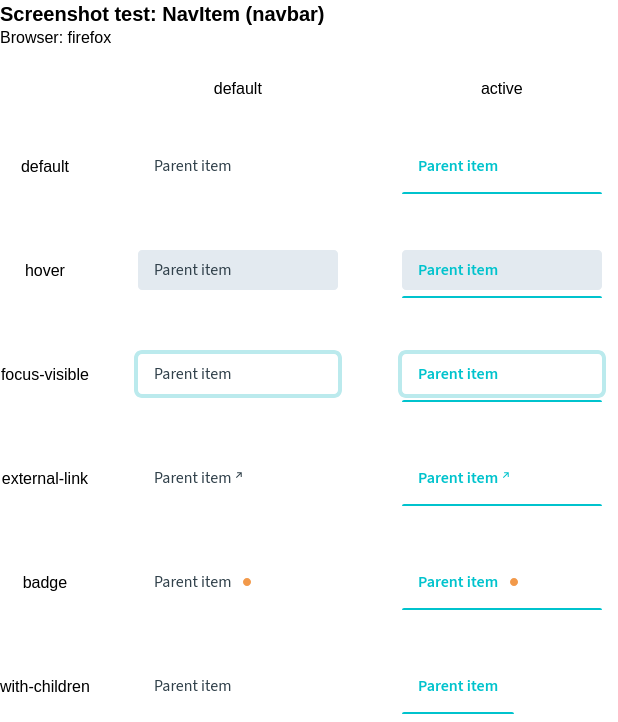 Screenshot test: NavItem (navbar)
Browser: firefox
default active
default Parent item Parent item
hover Parent item Parent item
focus-visible Parent item Parent item
external-link Parent item ↗ Parent item ↗
badge Parent item Parent item
with-children Parent item Parent item